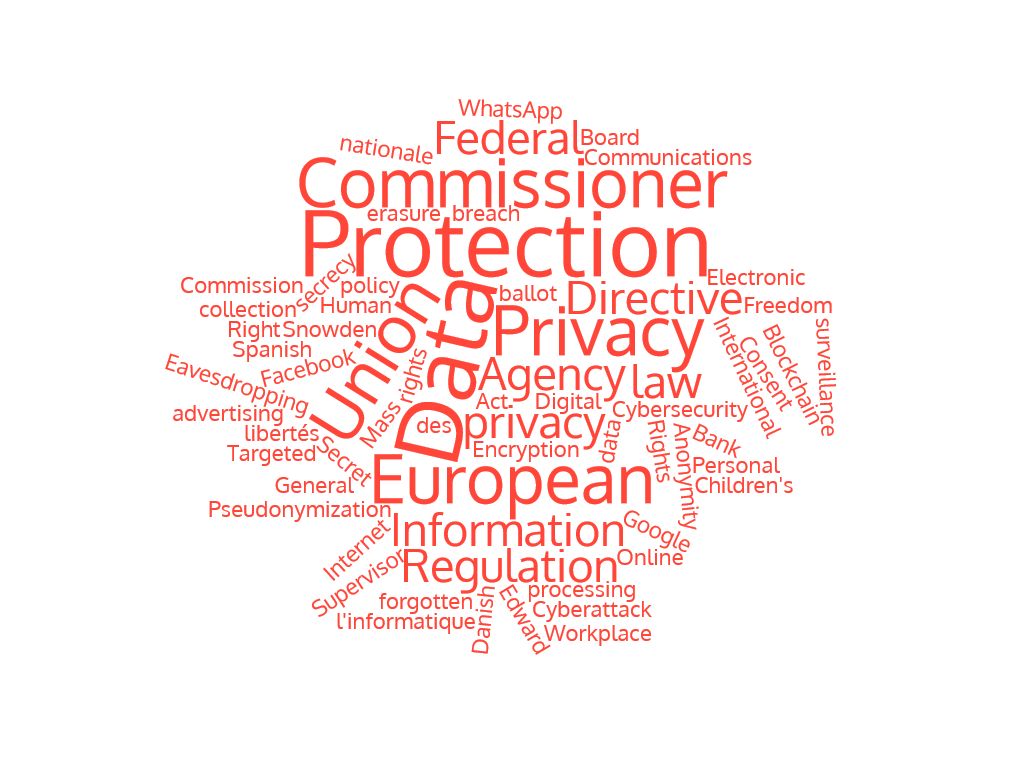 WhatsApp
Federal
Board
nationale
Communications
Commissioner
erasure
breach
Protection
secrecy
Electronic
Commission
policy
ballot
Directive
collection
Human
Freedom
Right
Snowden
Union
Data
Privacy
Spanish
Facebook
International
Consent
Blockchain
surveillance
Eavesdropping
rights
Agency
law
advertising
Mass
Act
Digital
Cybersecurity
des
privacy
libertés
Targeted
Secret
Encryption
data
Rights
Anonymity
Bank
Personal
General
European
Children's
Pseudonymization
Information
Google
Internet
Online
Supervisor
Regulation
processing
forgotten
Cyberattack
l'informatique
Danish
Edward
Workplace